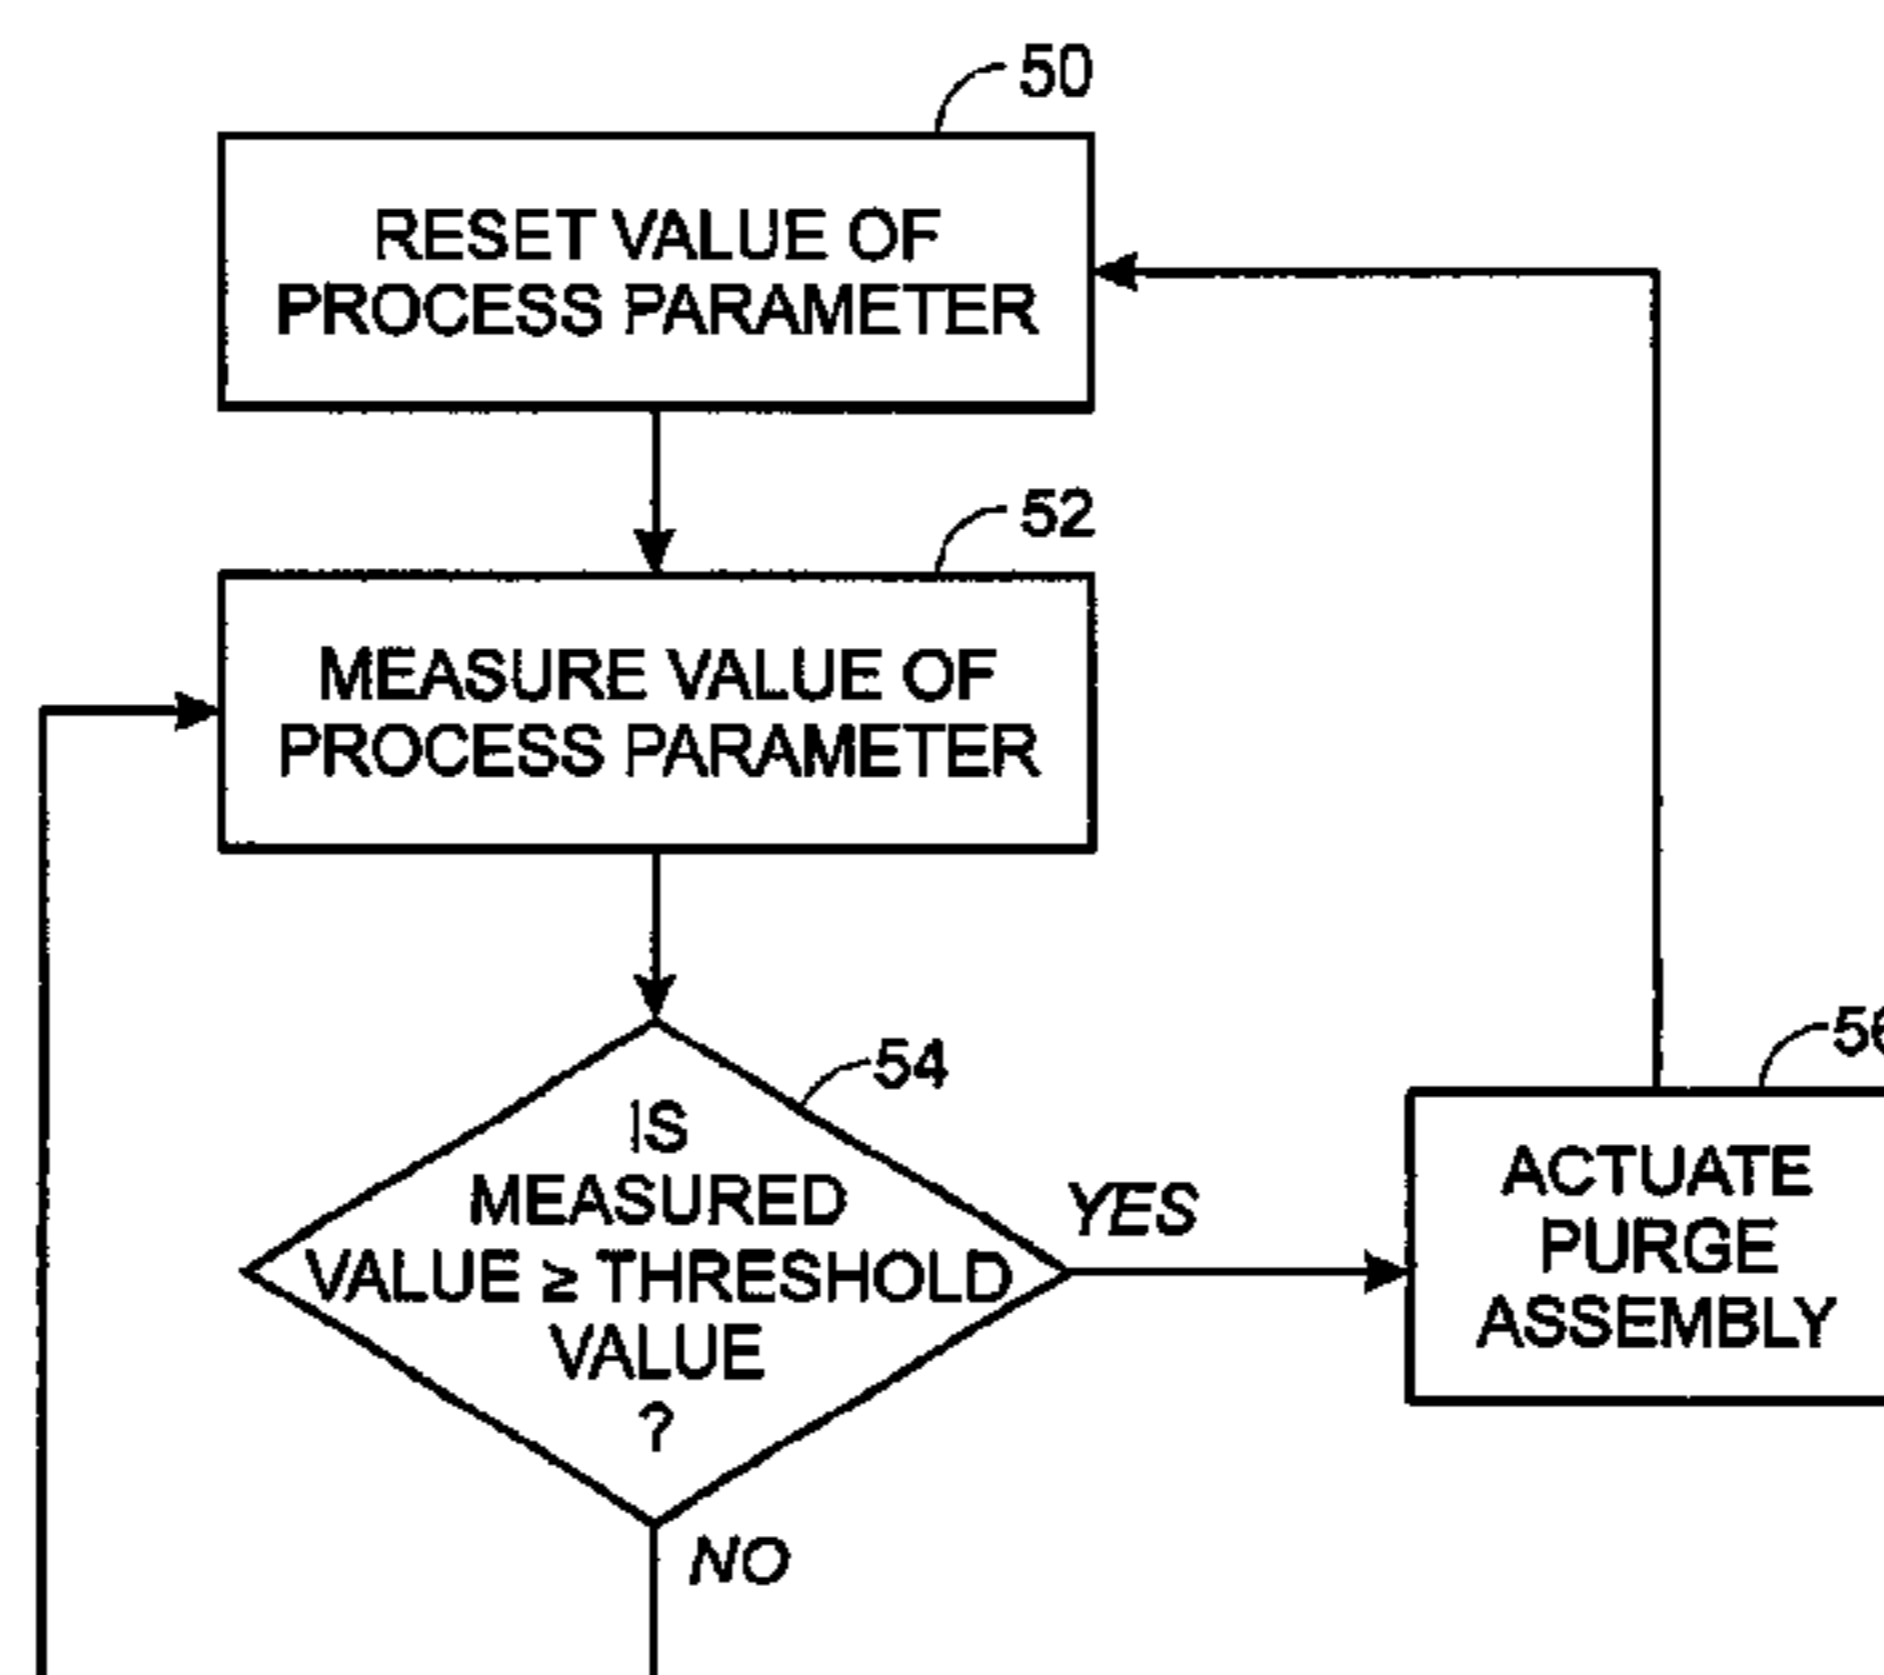 50
RESET VALUE OF
PROCESS PARAMETER
52
MEASURE VALUE OF
PROCESS PARAMETER
54
IS
MEASURED
VALUE ≥ THRESHOLD
VALUE
?
YES
NO
ACTUATE
PURGE
ASSEMBLY